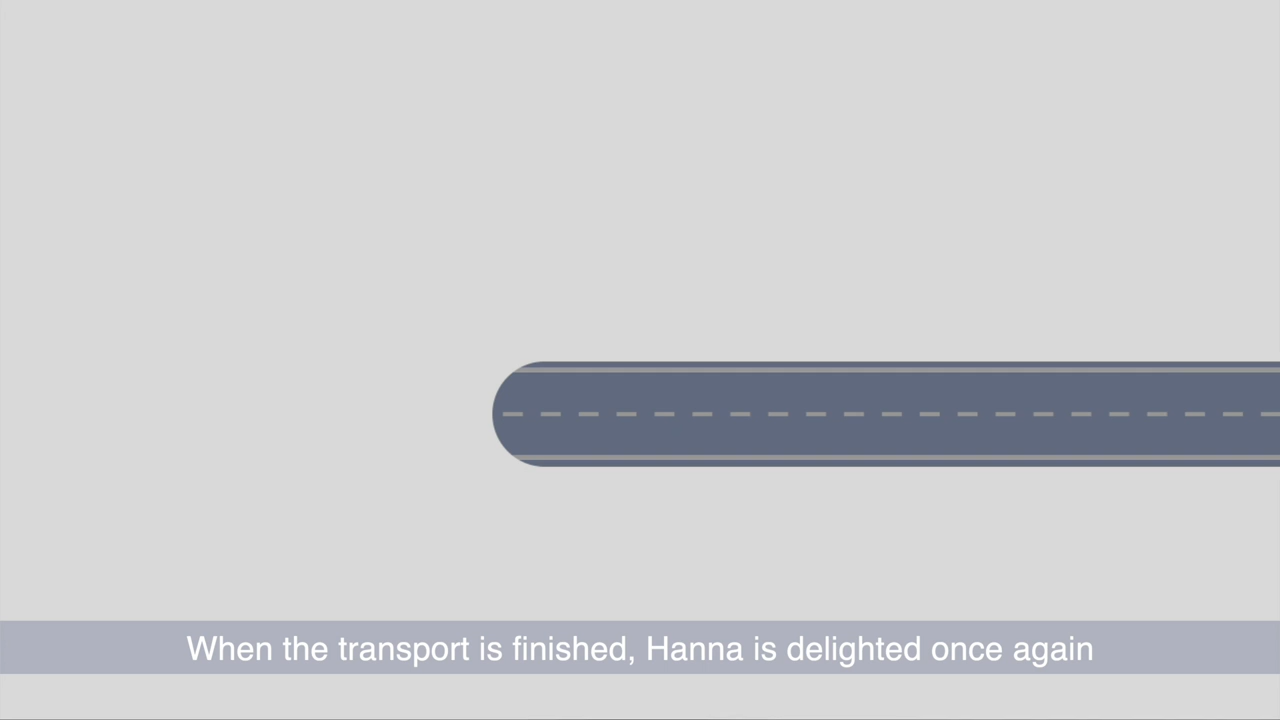 When the transport is finished, Hanna is delighted once again